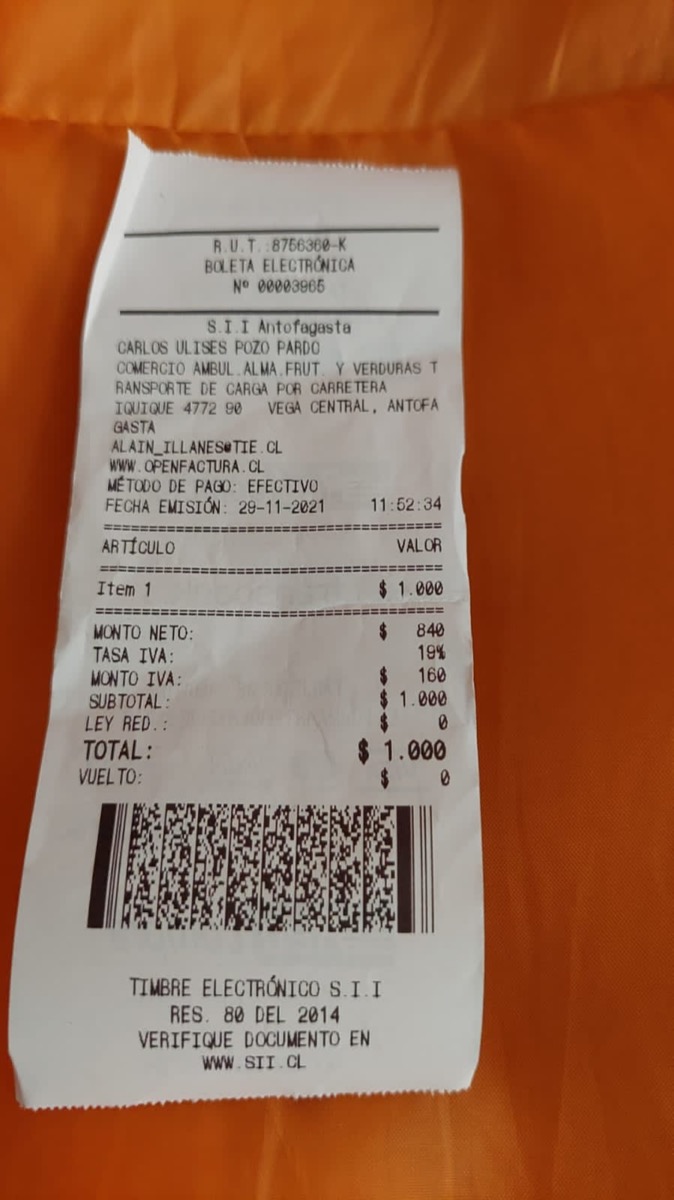 R.U.T.:8756360-K
BOLETA ELECTRÓNICA
Nº 00003965
S.I.I Antofagasta
CARLOS ULISES POZO PARDO
COMERCIO AMBUL.ALMA.FRUT. Y VERDURAS T
RANSPORTE DE CARGA POR CARRETERA
IQUIQUE 4772 90 VEGA CENTRAL, ANTOFA
GASTA
ALAIN_ILLANES@TIE.CL
WWW.OPENFACTURA.CL
MÉTODO DE PAGO: EFECTIVO
FECHA EMISIÓN: 29-11-2021 11:52:34
ARTÍCULO VALOR
Item 1 $ 1.000
MONTO NETO: $ 840
TASA IVA: 19%
MONTO IVA: $ 160
SUBTOTAL: $ 1.000
LEY RED.: $ 0
TOTAL: $ 1.000
VUELTO: $ 0
TIMBRE ELECTRÓNICO S.I.I
RES. 80 DEL 2014
VERIFIQUE DOCUMENTO EN
WWW.SII.CL